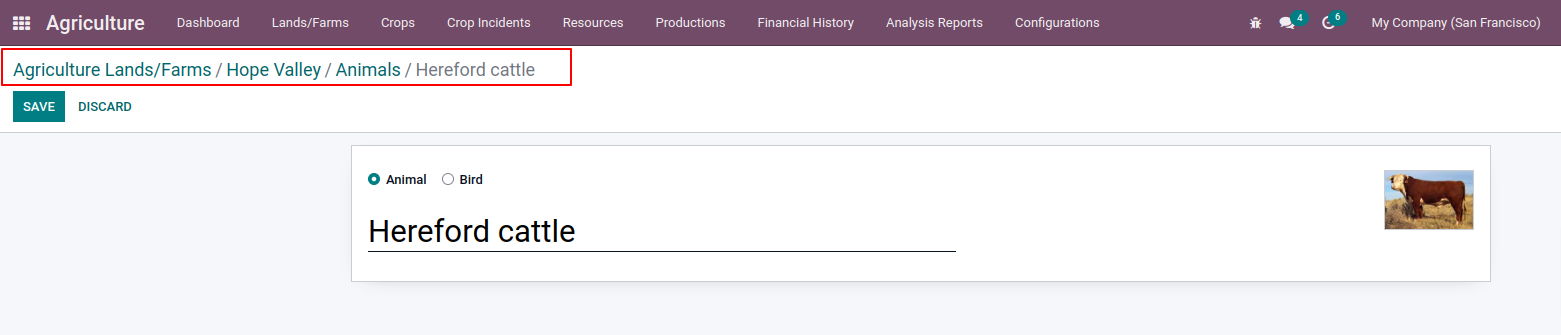 Agriculture Dashboard Lands/Farms Crops Crop Incidents Resources Productions Financial History Analysis Reports Configurations 4 6 My Company (San Francisco)
Agriculture Lands/Farms / Hope Valley / Animals / Hereford cattle
SAVE DISCARD
Animal Bird
Hereford cattle